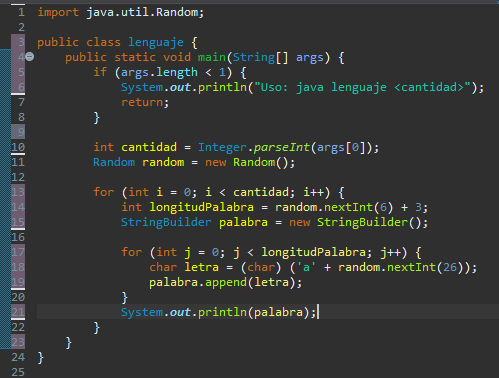 1 import java.util.Random;
2
3 public class lenguaje {
4     public static void main(String[] args) {
5         if (args.length < 1) {
6             System.out.println("Uso: java lenguaje <cantidad>");
7             return;
8         }
9
10         int cantidad = Integer.parseInt(args[0]);
11         Random random = new Random();
12
13         for (int i = 0; i < cantidad; i++) {
14             int longitudPalabra = random.nextInt(6) + 3;
15             StringBuilder palabra = new StringBuilder();
16
17             for (int j = 0; j < longitudPalabra; j++) {
18                 char letra = (char) ('a' + random.nextInt(26));
19                 palabra.append(letra);
20             }
21             System.out.println(palabra);
22         }
23     }
24 }
25